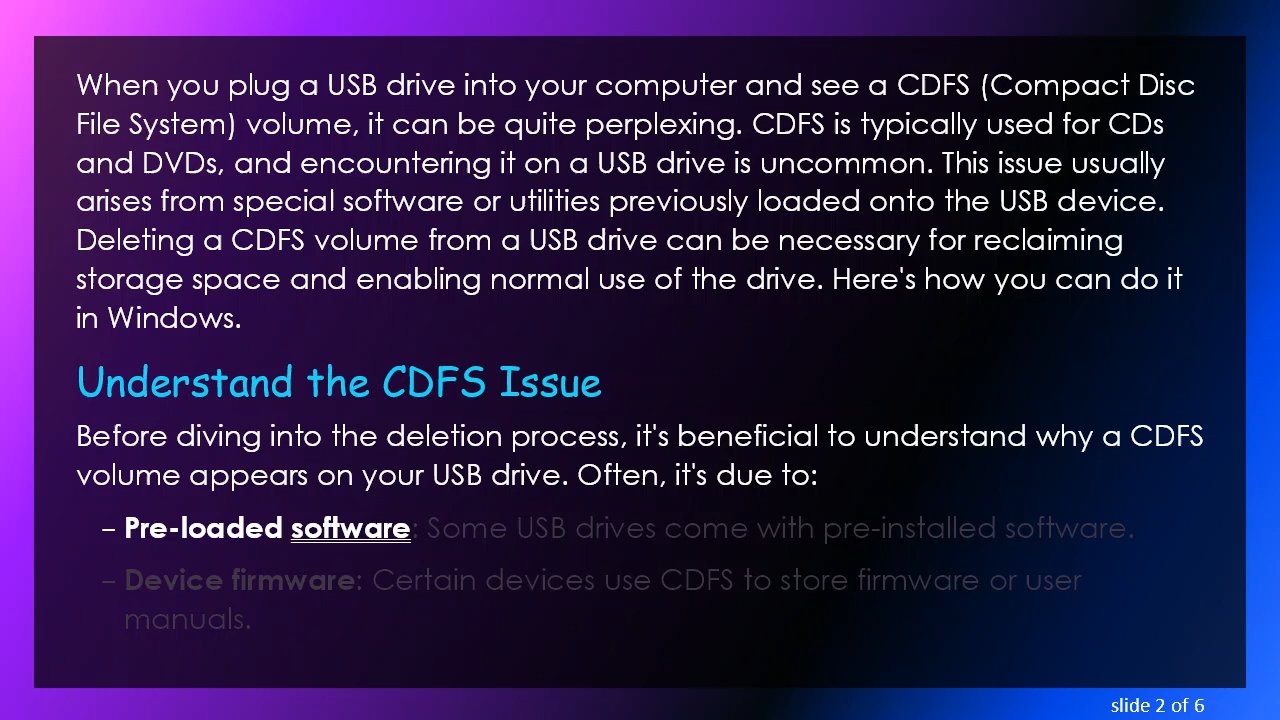 When you plug a USB drive into your computer and see a CDFS (Compact Disc
File System) volume, it can be quite perplexing. CDFS is typically used for CDs
and DVDs, and encountering it on a USB drive is uncommon. This issue usually
arises from special software or utilities previously loaded onto the USB device.
Deleting a CDFS volume from a USB drive can be necessary for reclaiming
storage space and enabling normal use of the drive. Here's how you can do it
in Windows.
Understand the CDFS Issue
Before diving into the deletion process, it's beneficial to understand why a CDFS
volume appears on your USB drive. Often, it's due to:
– Pre-loaded software: Some USB drives come with pre-installed software.
– Device firmware: Certain devices use CDFS to store firmware or user
manuals.
slide 2 of 6